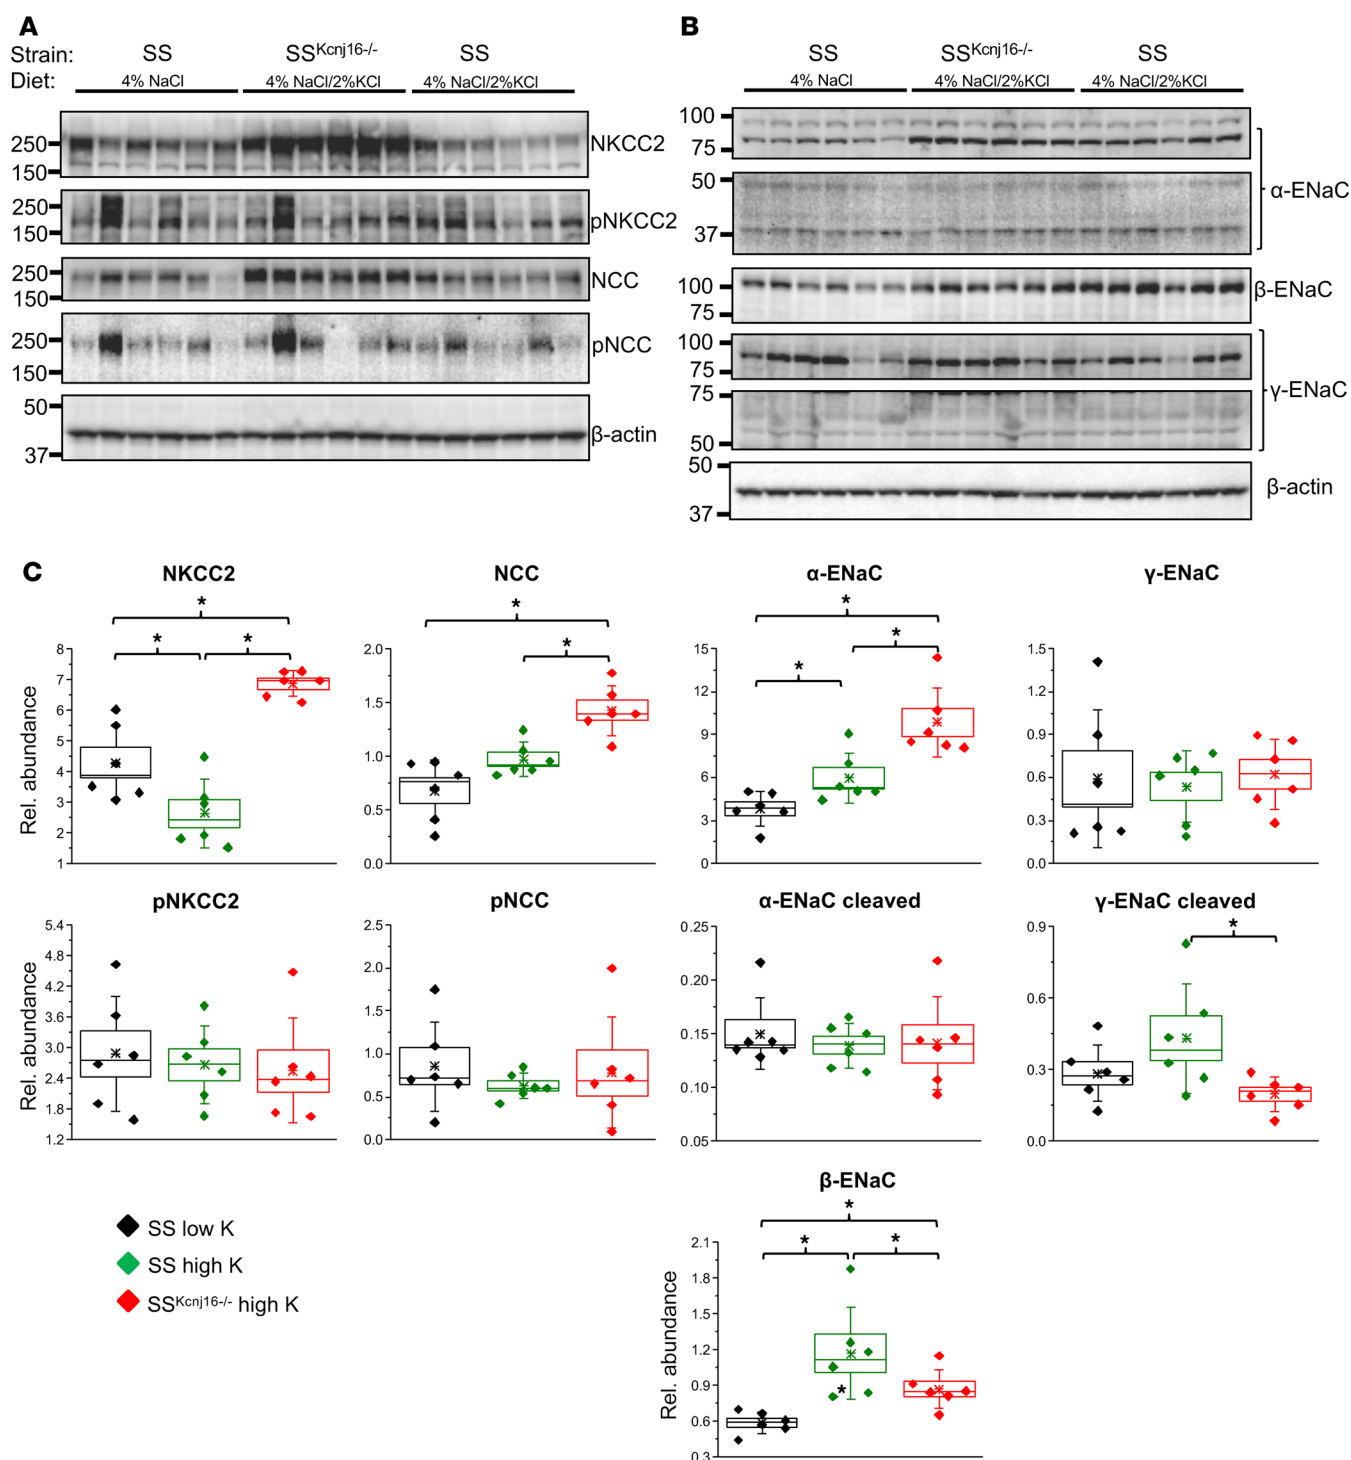 A
Strain: SS SSKcnj16-/- SS
Diet: 4% NaCl 4% NaCl/2%KCl 4% NaCl/2%KCl
250
150
NKCC2
250
150
pNKCC2
250
150
NCC
250
150
pNCC
50
37
β-actin
B
SS SSKcnj16-/- SS
4% NaCl 4% NaCl/2%KCl 4% NaCl/2%KCl
100
75
50
37
α-ENaC
100
75
β-ENaC
100
75
75
50
γ-ENaC
50
37
β-actin
C
NKCC2
* * *
Rel. abundance
8
7
6
5
4
3
2
1
NCC
* *
2.0
1.5
1.0
0.5
0.0
α-ENaC
* * *
15
12
9
6
3
0
γ-ENaC
1.5
1.2
0.9
0.6
0.3
0.0
pNKCC2
Rel. abundance
5.4
4.8
4.2
3.6
3.0
2.4
1.8
1.2
pNCC
2.5
2.0
1.5
1.0
0.5
0.0
α-ENaC cleaved
0.25
0.20
0.15
0.10
0.05
γ-ENaC cleaved
*
0.9
0.6
0.3
0.0
β-ENaC
* * *
Rel. abundance
2.1
1.8
1.5
1.2
0.9
0.6
0.3
*
SS low K
SS high K
SSKcnj16-/- high K